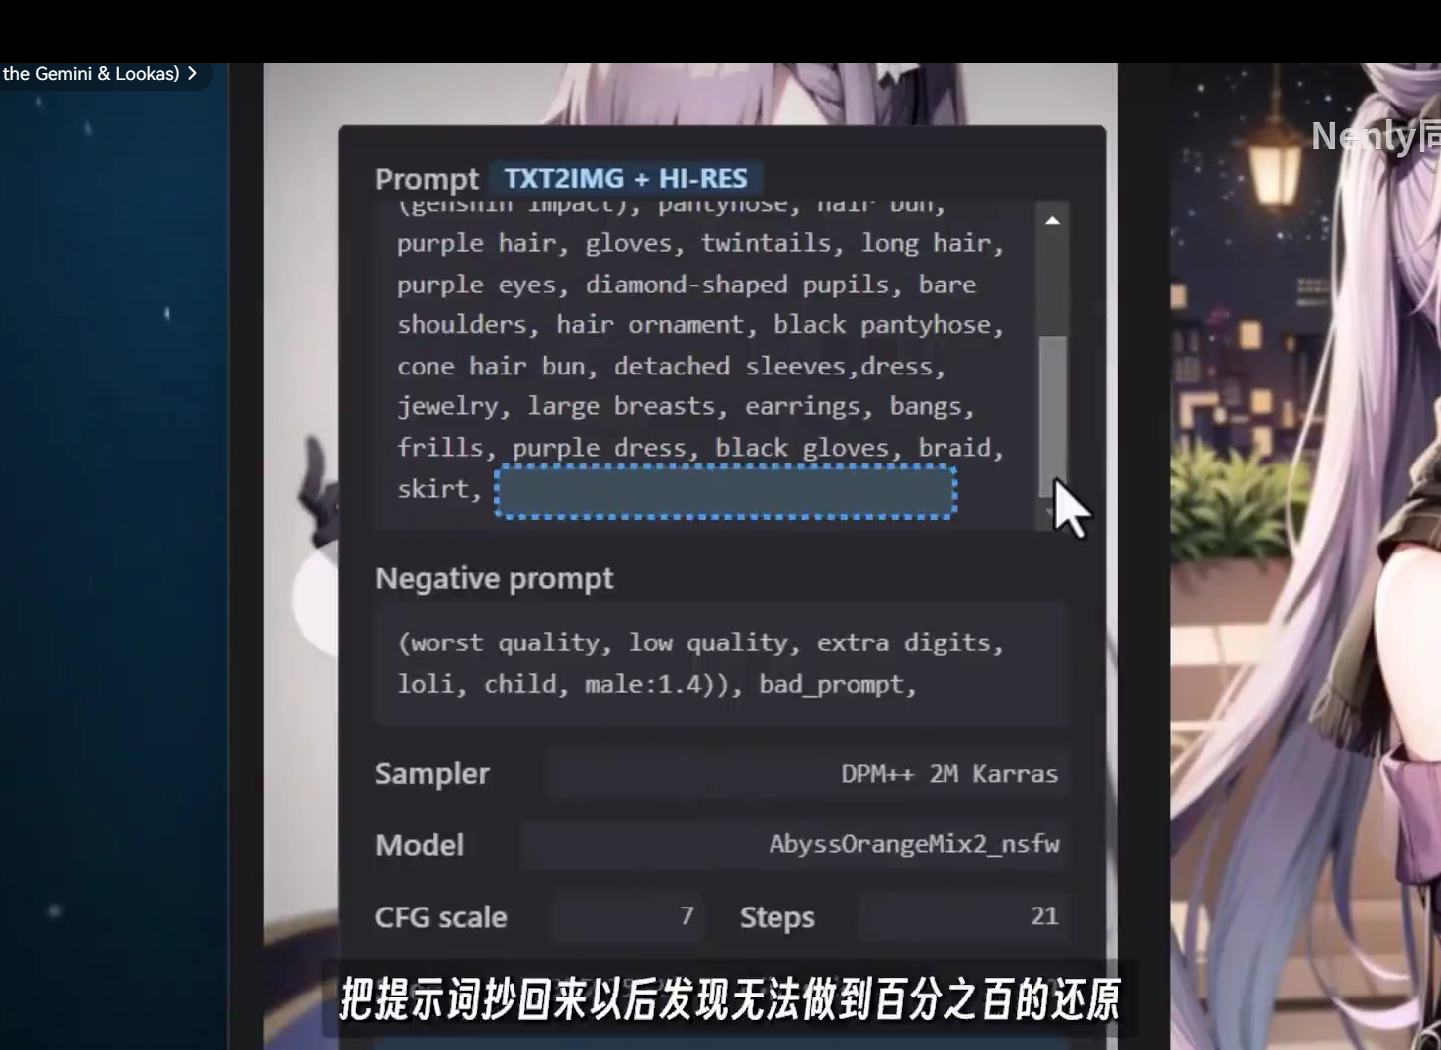 the Gemini & Lookas) >
Nenly同
Prompt TXT2IMG + HI-RES
(genshin impact), pantyhose, hair bun,
purple hair, gloves, twintails, long hair,
purple eyes, diamond-shaped pupils, bare
shoulders, hair ornament, black pantyhose,
cone hair bun, detached sleeves,dress,
jewelry, large breasts, earrings, bangs,
frills, purple dress, black gloves, braid,
skirt,
Negative prompt
(worst quality, low quality, extra digits,
loli, child, male:1.4)), bad_prompt,
Sampler DPM++ 2M Karras
Model AbyssOrangeMix2_nsfw
CFG scale 7 Steps 21
把提示词抄回来以后发现无法做到百分之百的还原